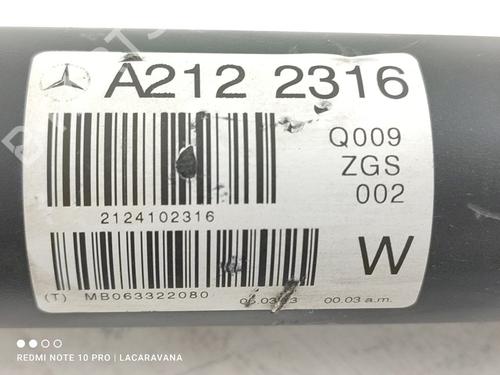 A212 2316
Q009
ZGS
002
2124102316
W
(T) MB063322080 00.03 a.m.
REDMI NOTE 10 PRO | LACARAVANA